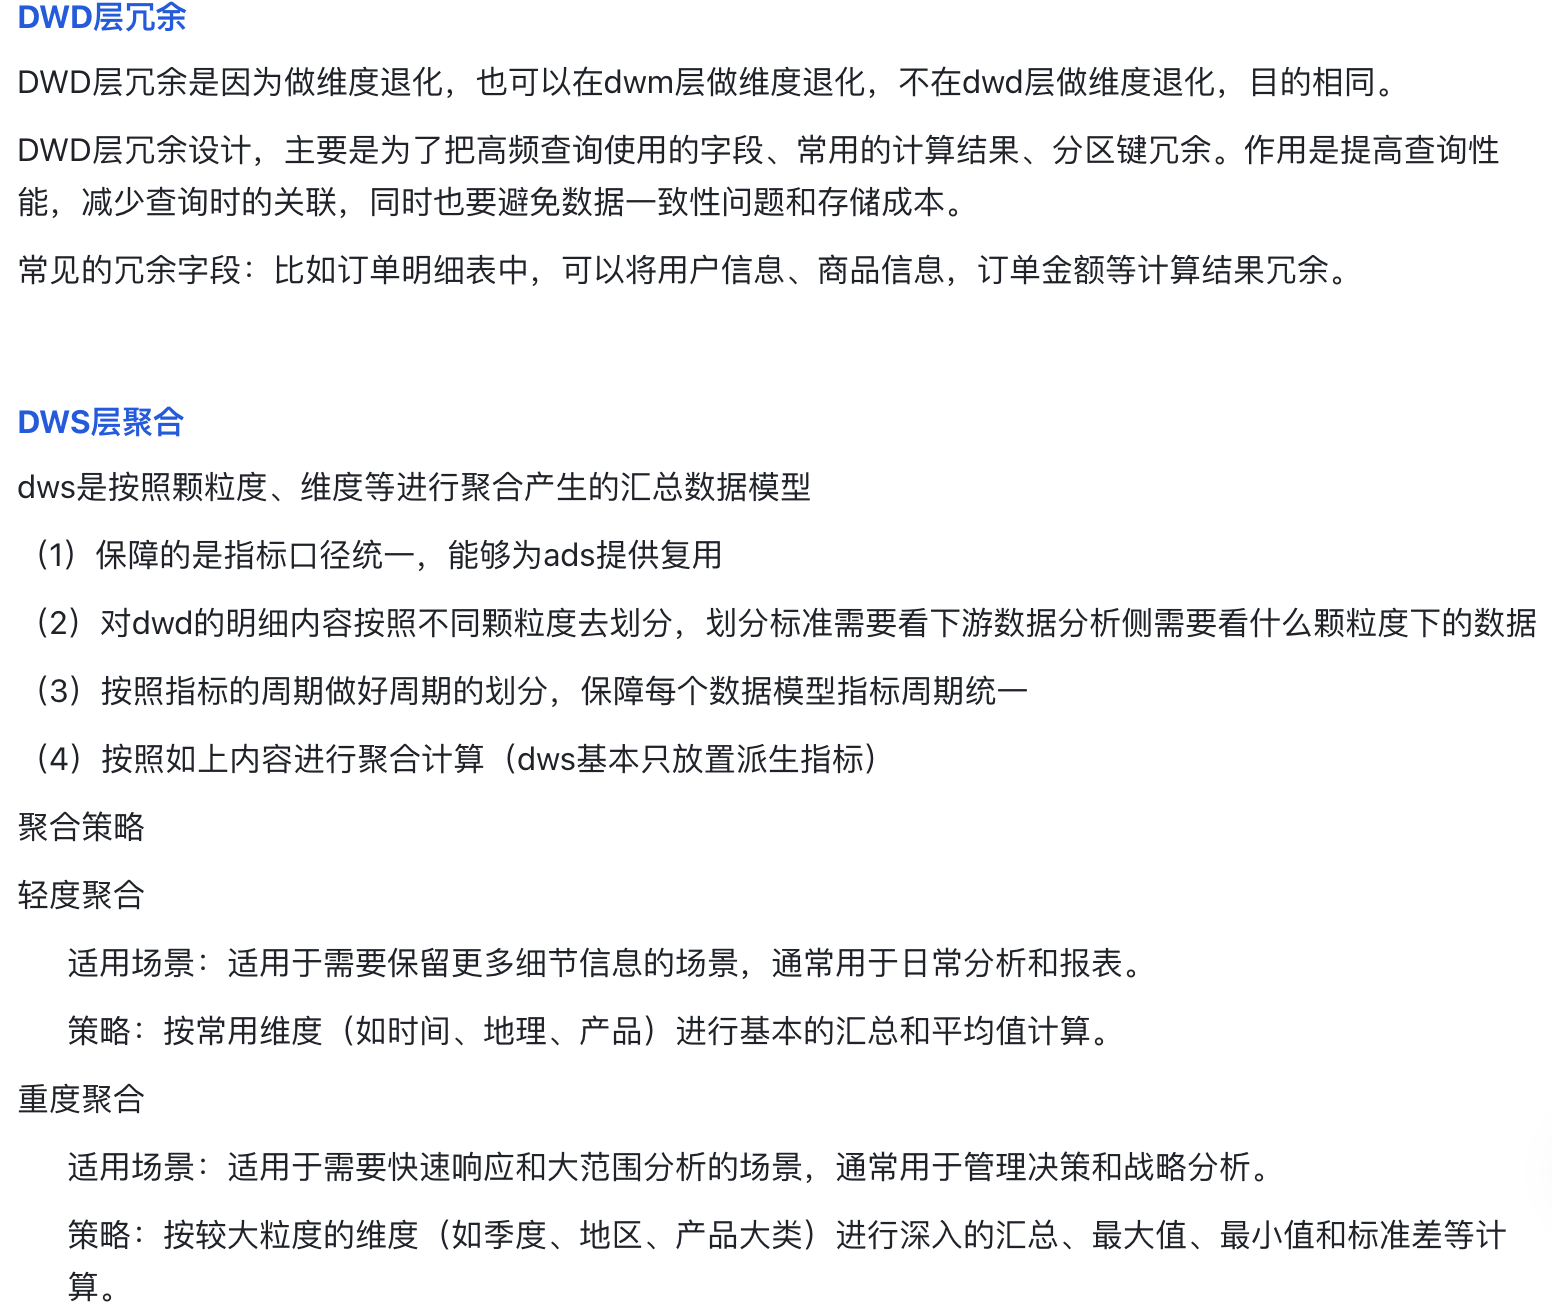 DWD层冗余
DWD层冗余是因为做维度退化，也可以在dwm层做维度退化，不在dwd层做维度退化，目的相同。
DWD层冗余设计，主要是为了把高频查询使用的字段、常用的计算结果、分区键冗余。作用是提高查询性
能，减少查询时的关联，同时也要避免数据一致性问题和存储成本。
常见的冗余字段：比如订单明细表中，可以将用户信息、商品信息，订单金额等计算结果冗余。
DWS层聚合
dws是按照颗粒度、维度等进行聚合产生的汇总数据模型
（1）保障的是指标口径统一，能够为ads提供复用
（2）对dwd的明细内容按照不同颗粒度去划分，划分标准需要看下游数据分析侧需要看什么颗粒度下的数据
（3）按照指标的周期做好周期的划分，保障每个数据模型指标周期统一
（4）按照如上内容进行聚合计算（dws基本只放置派生指标）
聚合策略
轻度聚合
适用场景：适用于需要保留更多细节信息的场景，通常用于日常分析和报表。
策略：按常用维度（如时间、地理、产品）进行基本的汇总和平均值计算。
重度聚合
适用场景：适用于需要快速响应和大范围分析的场景，通常用于管理决策和战略分析。
策略：按较大粒度的维度（如季度、地区、产品大类）进行深入的汇总、最大值、最小值和标准差等计
算。